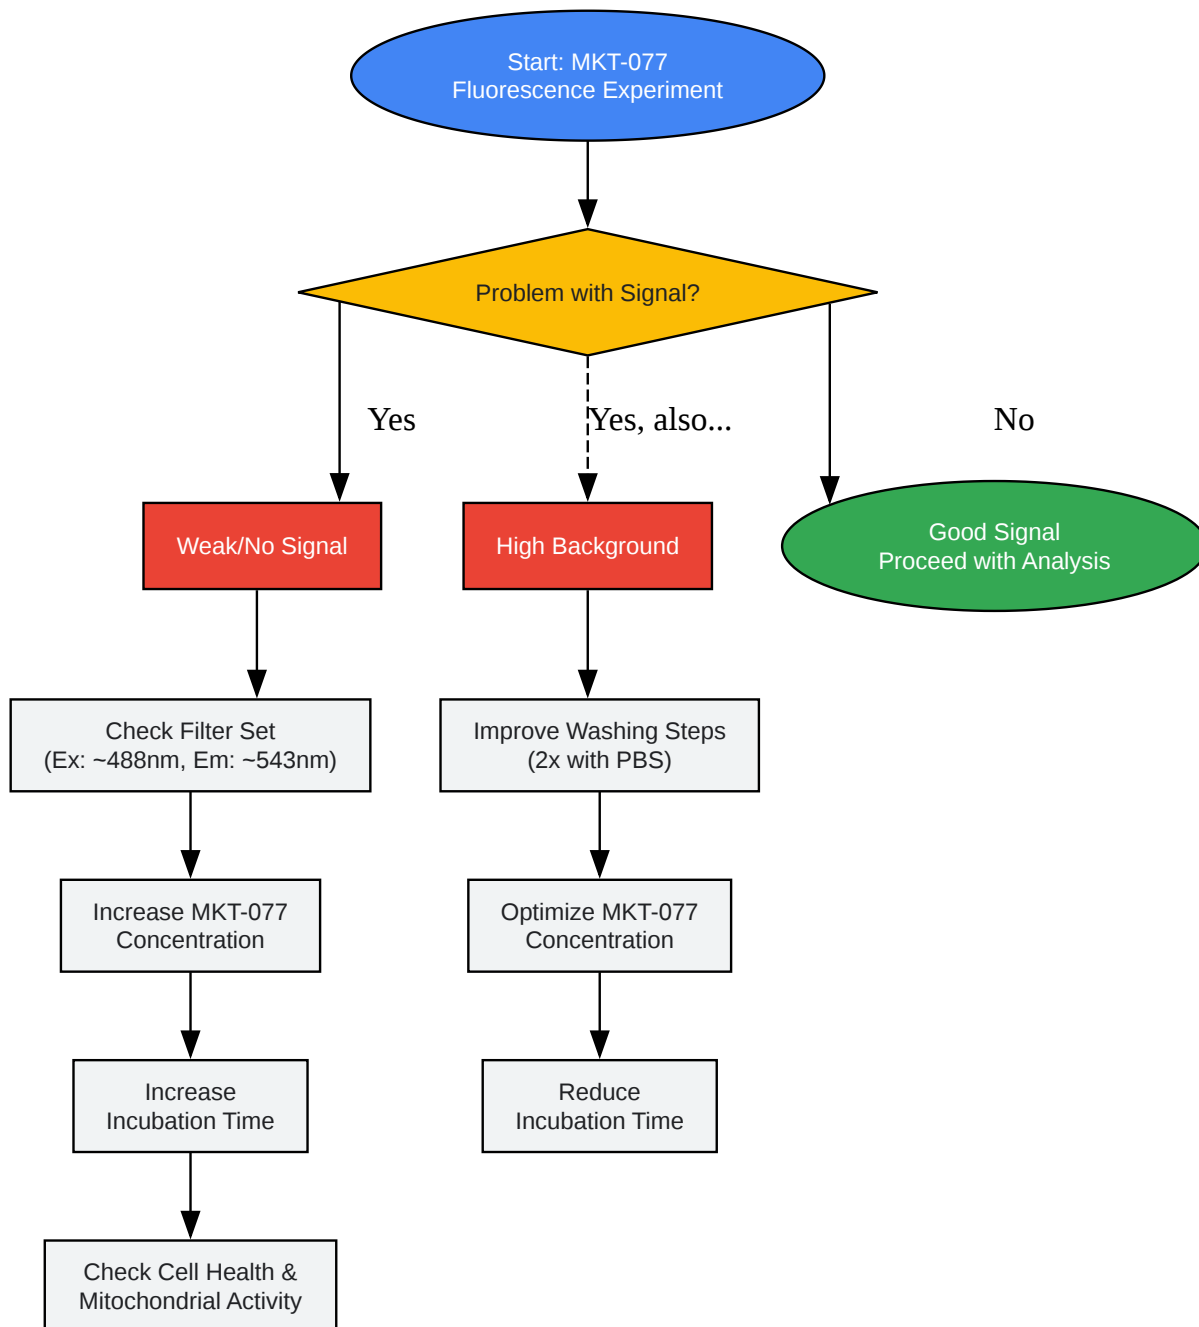 Start: MKT-077
Fluorescence Experiment
Problem with Signal?
Yes
Yes, also...
No
Weak/No Signal
High Background
Good Signal
Proceed with Analysis
Check Filter Set
(Ex: ~488nm, Em: ~543nm)
Improve Washing Steps
(2x with PBS)
Increase MKT-077
Concentration
Optimize MKT-077
Concentration
Increase
Incubation Time
Reduce
Incubation Time
Check Cell Health &
Mitochondrial Activity